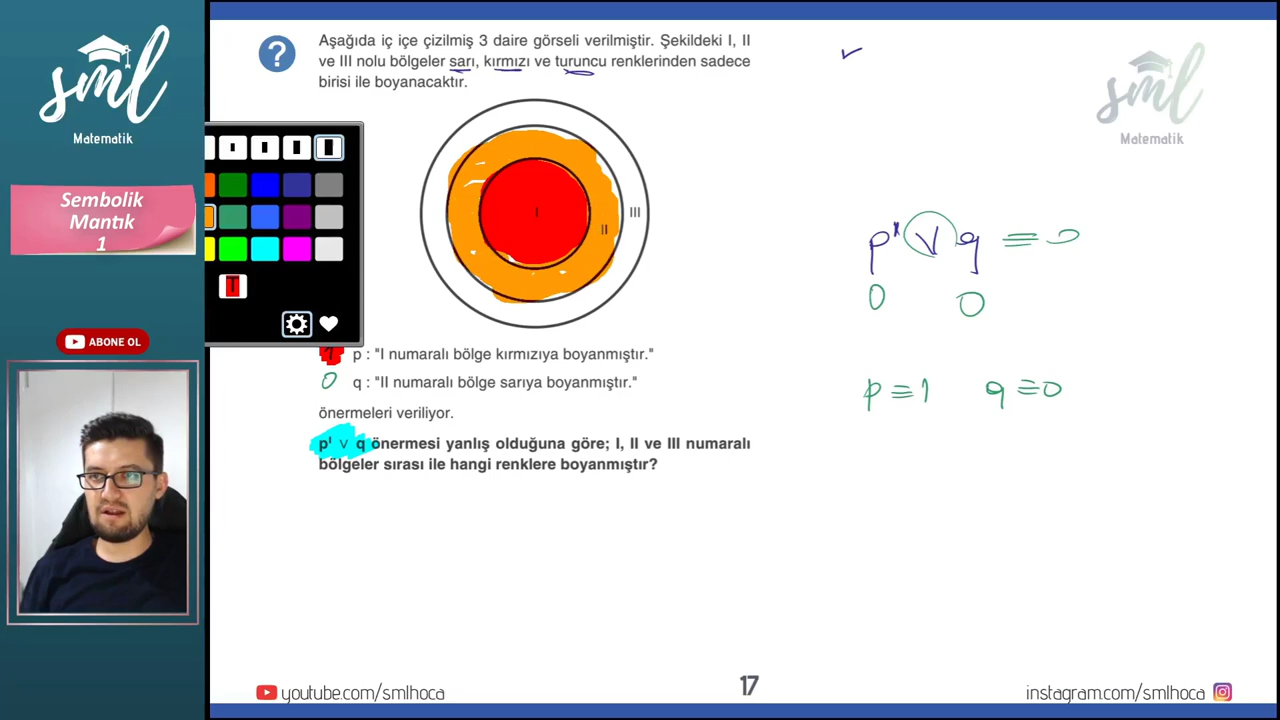 sml
Matematik
Sembolik
Mantık
1
ABONE OL
?
Aşağıda iç içe çizilmiş 3 daire görseli verilmiştir. Şekildeki I, II
ve III nolu bölgeler sarı, kırmızı ve turuncu renklerinden sadece
birisi ile boyanacaktır.
I
II
III
T
1 p : "I numaralı bölge kırmızıya boyanmıştır."
0 q : "II numaralı bölge sarıya boyanmıştır."
önermeleri veriliyor.
pı ∨ q önermesi yanlış olduğuna göre; I, II ve III numaralı
bölgeler sırası ile hangi renklere boyanmıştır?
sml
Matematik
p' ∨ q ≡ 0
0 0
p ≡ 1 q ≡ 0
youtube.com/smlhoca
17
instagram.com/smlhoca